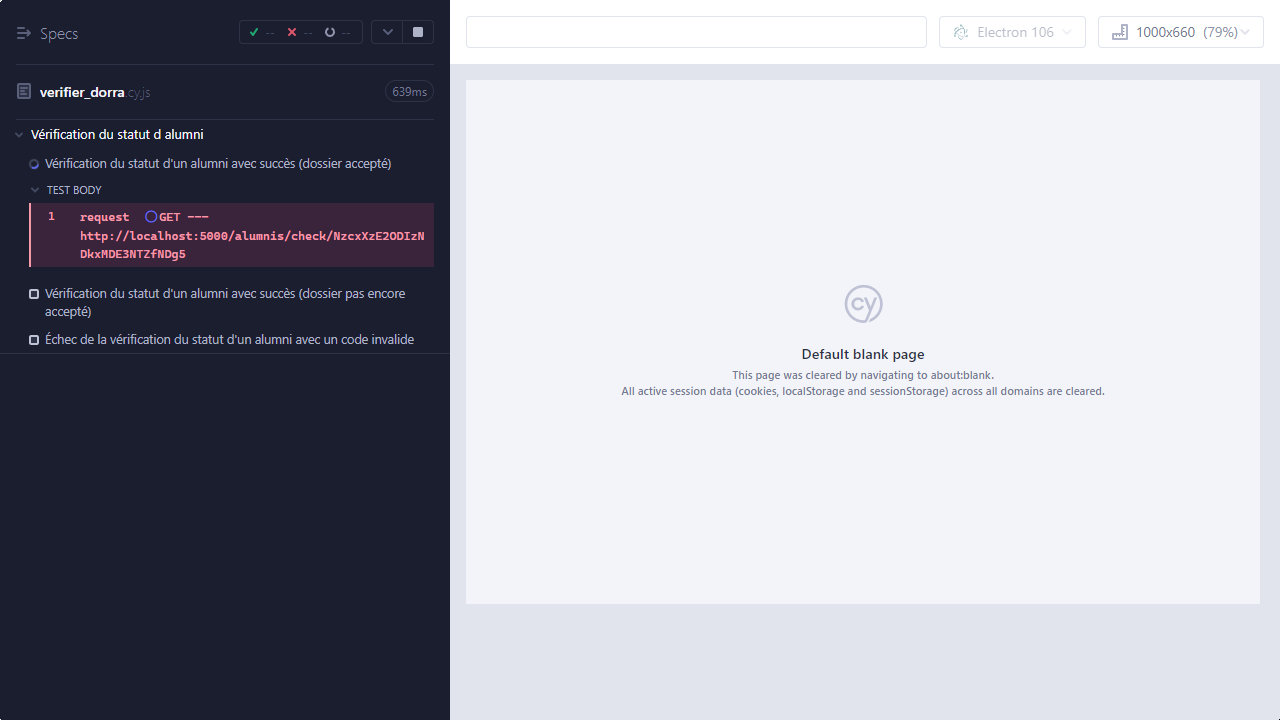 Specs
-- -- --
Electron 106
1000x660 (79%)
verifier_dorra.cy.js
639ms
Vérification du statut d alumni
Vérification du statut d'un alumni avec succès (dossier accepté)
TEST BODY
1 request GET ---
http://localhost:5000/alumnis/check/NzcxXzE2ODIzN
DkxMDE3NTZfNDg5
Vérification du statut d'un alumni avec succès (dossier pas encore
accepté)
Échec de la vérification du statut d'un alumni avec un code invalide
cy
Default blank page
This page was cleared by navigating to about:blank.
All active session data (cookies, localStorage and sessionStorage) across all domains are cleared.